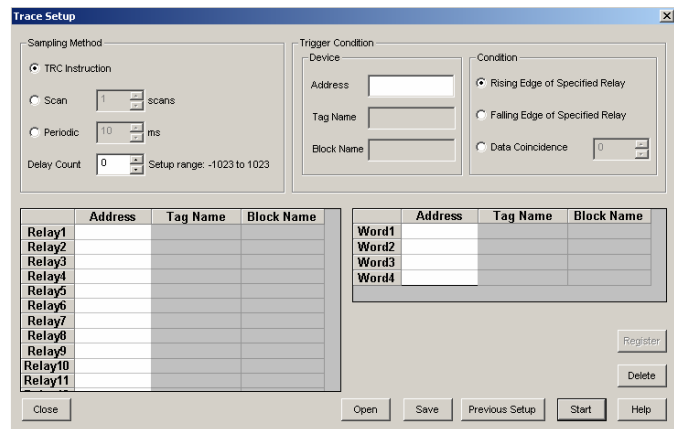 Trace Setup
Sampling Method
TRC Instruction
Scan 1 scans
Periodic 10 ms
Delay Count 0 Setup range: -1023 to 1023
Trigger Condition
Device
Address
Tag Name
Block Name
Condition
Rising Edge of Specified Relay
Falling Edge of Specified Relay
Data Coincidence 0
Address Tag Name Block Name
Relay1
Relay2
Relay3
Relay4
Relay5
Relay6
Relay7
Relay8
Relay9
Relay10
Relay11
Address Tag Name Block Name
Word1
Word2
Word3
Word4
Register
Delete
Close Open Save Previous Setup Start Help